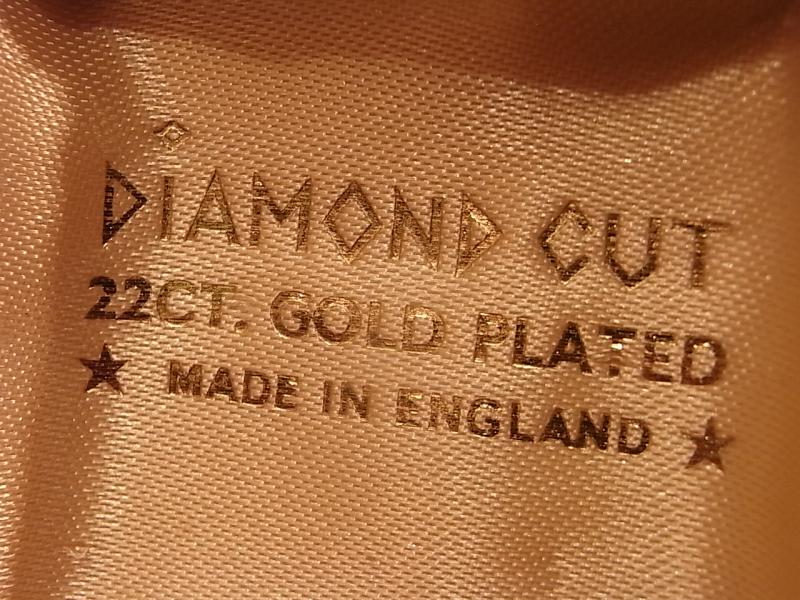 DiAMOND CUT
22CT. GOLD PLATED
★ MADE IN ENGLAND ★